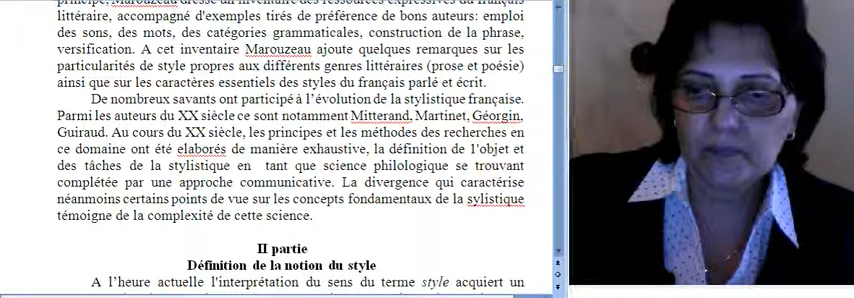 principe, Marouzeau dresse un inventaire des ressources expressives du français
littéraire, accompagné d'exemples tirés de préférence de bons auteurs: emploi
des sons, des mots, des catégories grammaticales, construction de la phrase,
versification. A cet inventaire Marouzeau ajoute quelques remarques sur les
particularités de style propres aux différents genres littéraires (prose et poésie)
ainsi que sur les caractères essentiels des styles du français parlé et écrit.
De nombreux savants ont participé à l'évolution de la stylistique française.
Parmi les auteurs du XX siècle ce sont notamment Mitterand, Martinet, Géorgin,
Guiraud. Au cours du XX siècle, les principes et les méthodes des recherches en
ce domaine ont été elaborés de manière exhaustive, la définition de l'objet et
des tâches de la stylistique en tant que science philologique se trouvant
complétée par une approche communicative. La divergence qui caractérise
néanmoins certains points de vue sur les concepts fondamentaux de la sylistique
témoigne de la complexité de cette science.
II partie
Définition de la notion du style
A l'heure actuelle l'interprétation du sens du terme style acquiert un